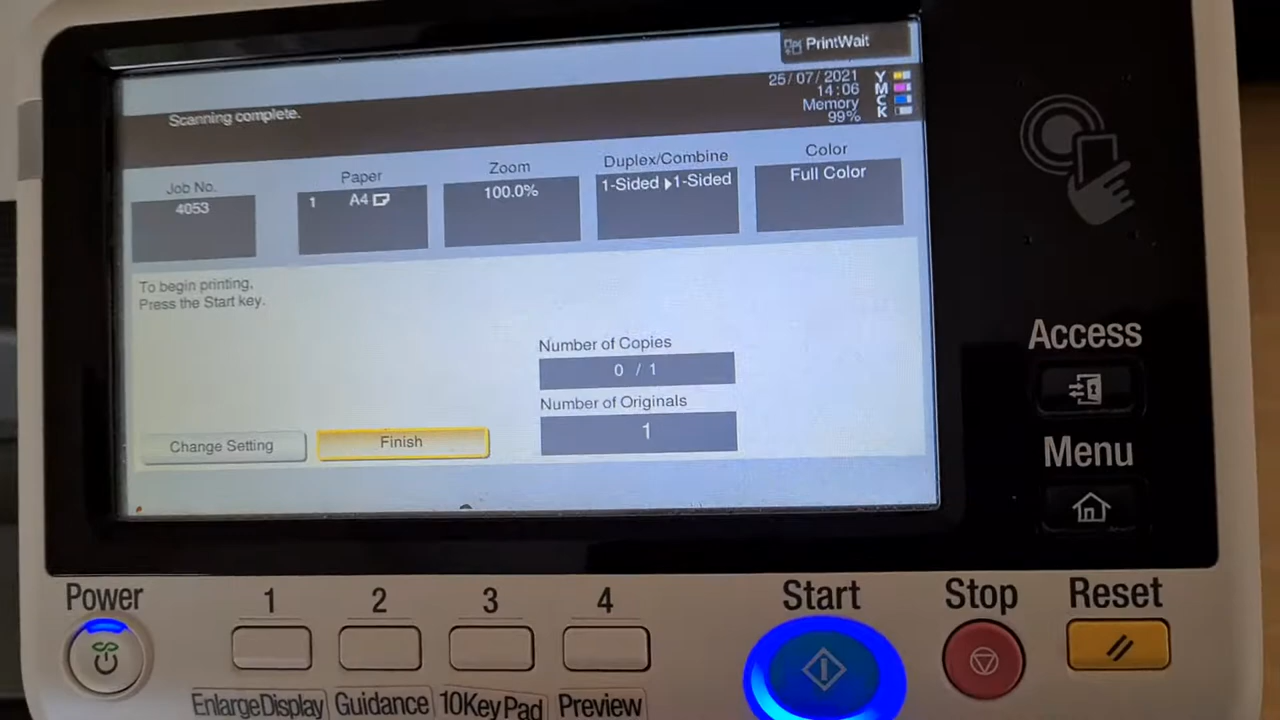 PrintWait
Scanning complete.
25/07/2021
14:06
Memory
99%
Y
M
C
K
Job No.
4053
Paper
1 A4
Zoom
100.0%
Duplex/Combine
1-Sided ▶1-Sided
Color
Full Color
To begin printing,
Press the Start key.
Number of Copies
0 / 1
Number of Originals
1
Change Setting
Finish
Access
Menu
Power
1
2
3
4
Start
Stop
Reset
EnlargeDisplay
Guidance
10KeyPad
Preview